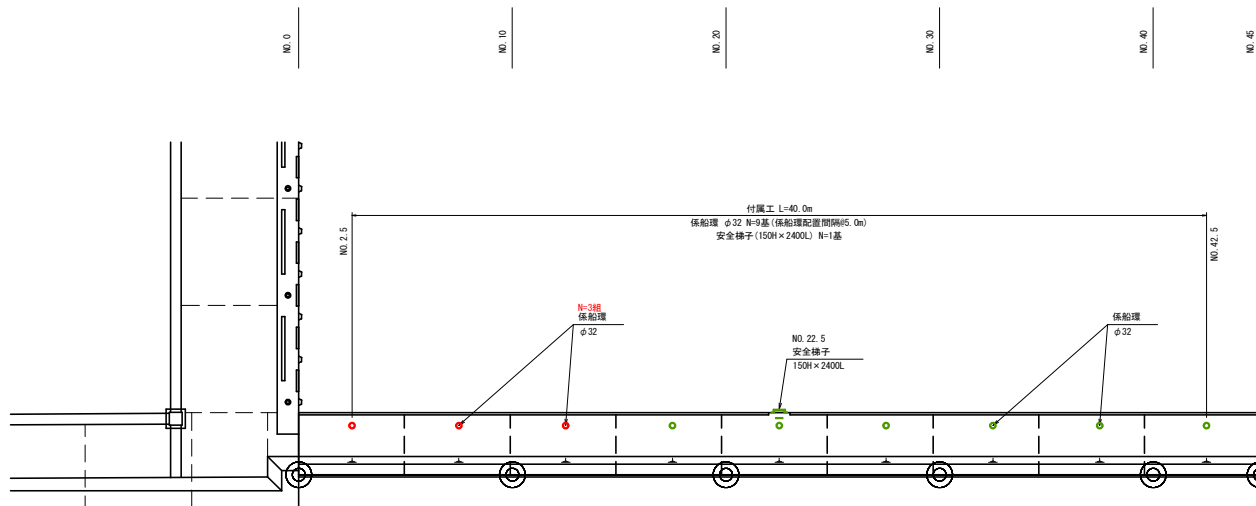 NO.0
NO.10
NO.20
NO.30
NO.40
NO.45
付属工 L=40.0m
係船環 φ32 N=9基(係船環配置間隔@5.0m)
安全梯子(150H×2400L) N=1基
NO.2.5
NO.42.5
N=3組
係船環
φ32
NO.22.5
安全梯子
150H×2400L
係船環
φ32